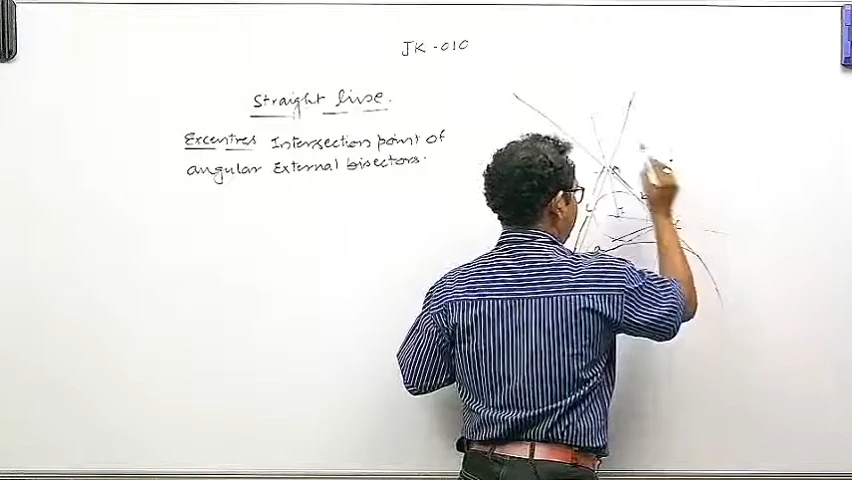 JK-010
Straight line.
Excentres Intersection point of
angular External bisectors.
I